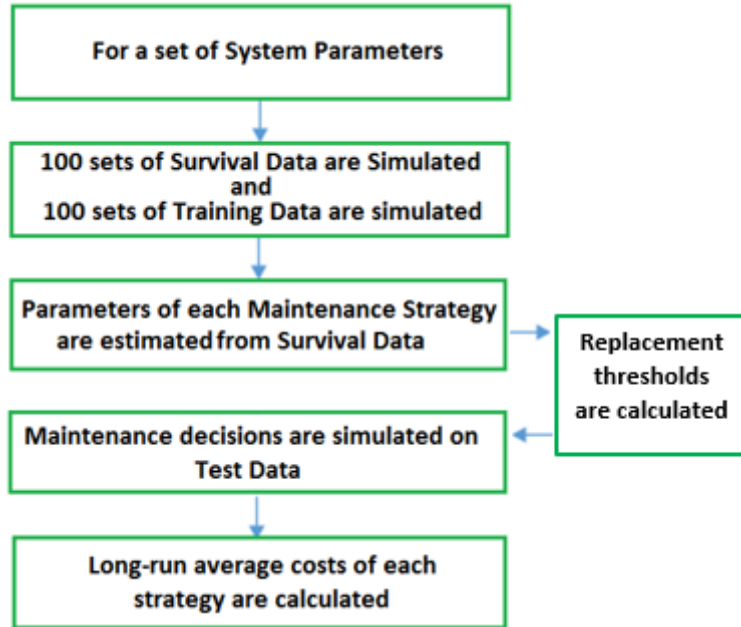 For a set of System Parameters
100 sets of Survival Data are Simulated
and
100 sets of Training Data are simulated
Parameters of each Maintenance Strategy
are estimated from Survival Data
Replacement
thresholds
are calculated
Maintenance decisions are simulated on
Test Data
Long-run average costs of each
strategy are calculated